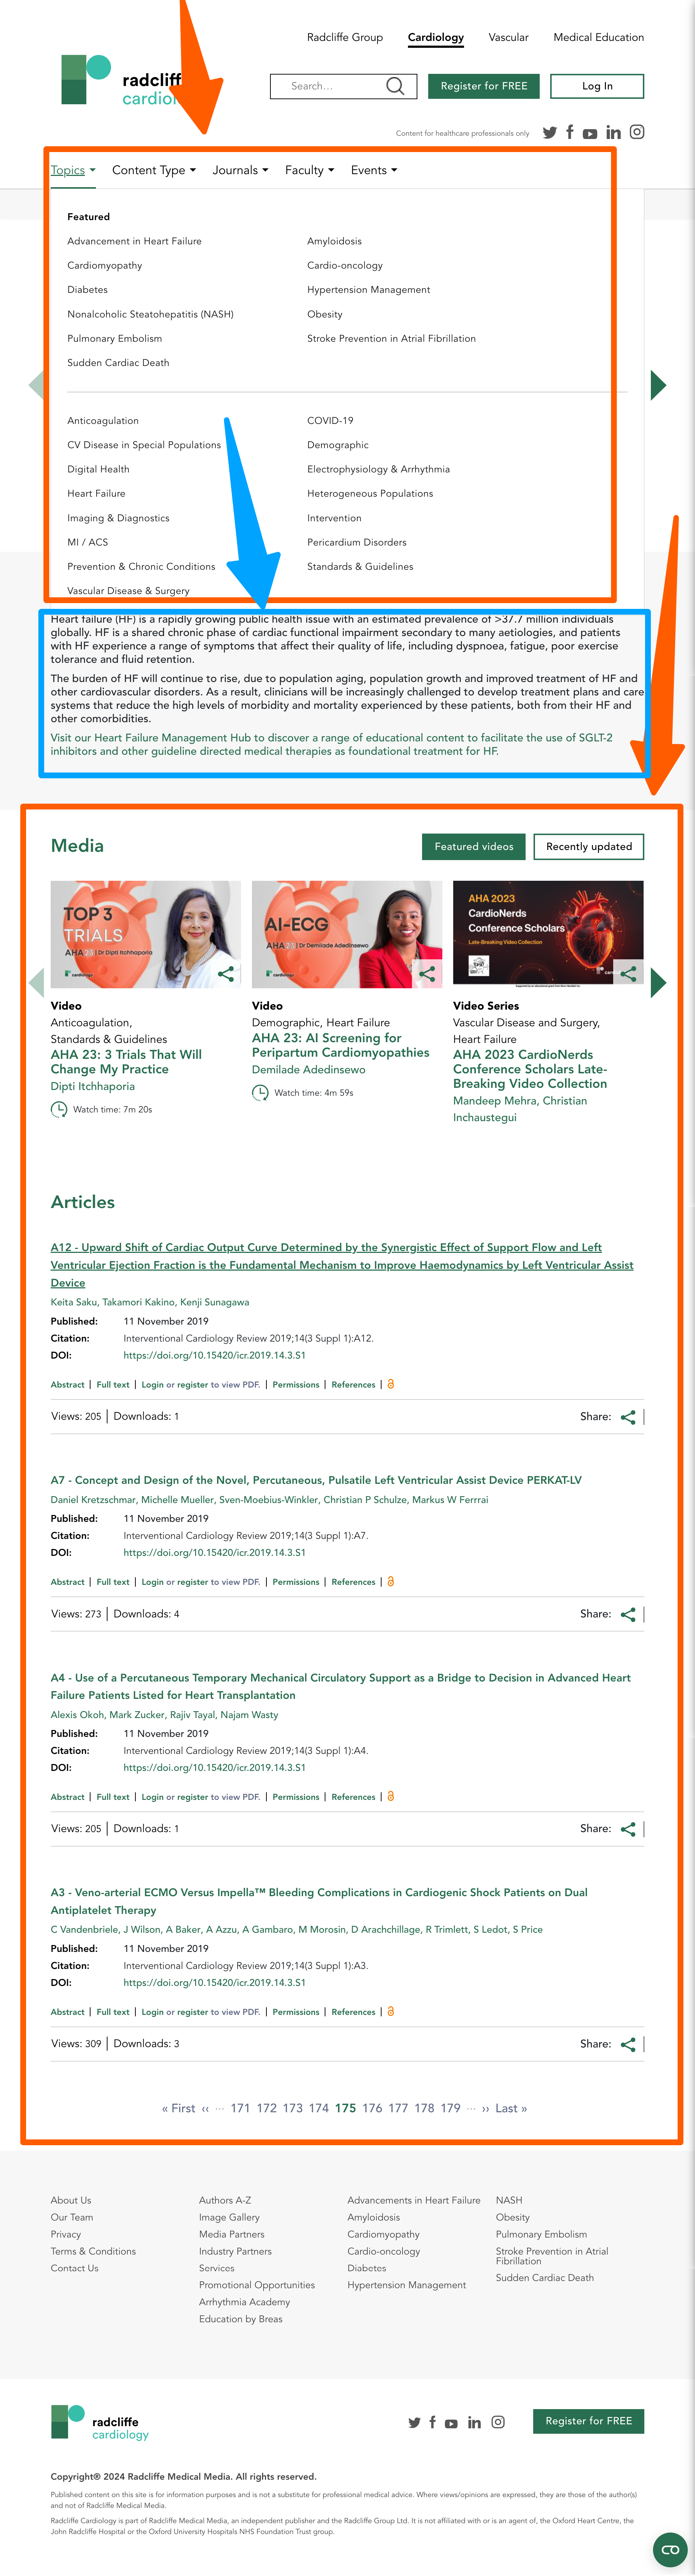 Radcliffe Group Cardiology Vascular Medical Education
radcliff
cardiol
Search... Register for FREE Log In
Content for healthcare professionals only
Topics Content Type Journals Faculty Events
Featured
Advancement in Heart Failure Amyloidosis
Cardiomyopathy Cardio-oncology
Diabetes Hypertension Management
Nonalcoholic Steatohepatitis (NASH) Obesity
Pulmonary Embolism Stroke Prevention in Atrial Fibrillation
Sudden Cardiac Death
Anticoagulation COVID-19
CV Disease in Special Populations Demographic
Digital Health Electrophysiology & Arrhythmia
Heart Failure Heterogeneous Populations
Imaging & Diagnostics Intervention
MI / ACS Pericardium Disorders
Prevention & Chronic Conditions Standards & Guidelines
Vascular Disease & Surgery
Heart failure (HF) is a rapidly growing public health issue with an estimated prevalence of >37.7 million individuals
globally. HF is a shared chronic phase of cardiac functional impairment secondary to many aetiologies, and patients
with HF experience a range of symptoms that affect their quality of life, including dyspnoea, fatigue, poor exercise
tolerance and fluid retention.
The burden of HF will continue to rise, due to population aging, population growth and improved treatment of HF and
other cardiovascular disorders. As a result, clinicians will be increasingly challenged to develop treatment plans and care
systems that reduce the high levels of morbidity and mortality experienced by these patients, both from their HF and
other comorbidities.
Visit our Heart Failure Management Hub to discover a range of educational content to facilitate the use of SGLT-2
inhibitors and other guideline directed medical therapies as foundational treatment for HF.
Media Featured videos Recently updated
TOP 3
TRIALS
AHA 23 | Dr Dipti Itchhaporia
cardiology
AI-ECG
AHA 23 | Dr Demilade Adedinsewo
cardiology
AHA 2023
CardioNerds
Conference Scholars
Late-Breaking Video Collection
Video
Anticoagulation,
Standards & Guidelines
AHA 23: 3 Trials That Will
Change My Practice
Dipti Itchhaporia
Watch time: 7m 20s
Video
Demographic, Heart Failure
AHA 23: AI Screening for
Peripartum Cardiomyopathies
Demilade Adedinsewo
Watch time: 4m 59s
Video Series
Vascular Disease and Surgery,
Heart Failure
AHA 2023 CardioNerds
Conference Scholars Late-
Breaking Video Collection
Mandeep Mehra, Christian
Inchaustegui
Articles
A12 - Upward Shift of Cardiac Output Curve Determined by the Synergistic Effect of Support Flow and Left
Ventricular Ejection Fraction is the Fundamental Mechanism to Improve Haemodynamics by Left Ventricular Assist
Device
Keita Saku, Takamori Kakino, Kenji Sunagawa
Published: 11 November 2019
Citation: Interventional Cardiology Review 2019;14(3 Suppl 1):A12.
DOI: https://doi.org/10.15420/icr.2019.14.3.S1
Abstract | Full text | Login or register to view PDF. | Permissions | References |
Views: 205 | Downloads: 1 Share: |
A7 - Concept and Design of the Novel, Percutaneous, Pulsatile Left Ventricular Assist Device PERKAT-LV
Daniel Kretzschmar, Michelle Mueller, Sven-Moebius-Winkler, Christian P Schulze, Markus W Ferrrai
Published: 11 November 2019
Citation: Interventional Cardiology Review 2019;14(3 Suppl 1):A7.
DOI: https://doi.org/10.15420/icr.2019.14.3.S1
Abstract | Full text | Login or register to view PDF. | Permissions | References |
Views: 273 | Downloads: 4 Share: |
A4 - Use of a Percutaneous Temporary Mechanical Circulatory Support as a Bridge to Decision in Advanced Heart
Failure Patients Listed for Heart Transplantation
Alexis Okoh, Mark Zucker, Rajiv Tayal, Najam Wasty
Published: 11 November 2019
Citation: Interventional Cardiology Review 2019;14(3 Suppl 1):A4.
DOI: https://doi.org/10.15420/icr.2019.14.3.S1
Abstract | Full text | Login or register to view PDF. | Permissions | References |
Views: 205 | Downloads: 1 Share: |
A3 - Veno-arterial ECMO Versus Impella™ Bleeding Complications in Cardiogenic Shock Patients on Dual
Antiplatelet Therapy
C Vandenbriele, J Wilson, A Baker, A Azzu, A Gambaro, M Morosin, D Arachchillage, R Trimlett, S Ledot, S Price
Published: 11 November 2019
Citation: Interventional Cardiology Review 2019;14(3 Suppl 1):A3.
DOI: https://doi.org/10.15420/icr.2019.14.3.S1
Abstract | Full text | Login or register to view PDF. | Permissions | References |
Views: 309 | Downloads: 3 Share: |
« First ‹‹ ... 171 172 173 174 175 176 177 178 179 ... ›› Last »
About Us
Our Team
Privacy
Terms & Conditions
Contact Us
Authors A-Z
Image Gallery
Media Partners
Industry Partners
Services
Promotional Opportunities
Arrhythmia Academy
Education by Breas
Advancements in Heart Failure
Amyloidosis
Cardiomyopathy
Cardio-oncology
Diabetes
Hypertension Management
NASH
Obesity
Pulmonary Embolism
Stroke Prevention in Atrial
Fibrillation
Sudden Cardiac Death
radcliffe
cardiology
Register for FREE
Copyright® 2024 Radcliffe Medical Media. All rights reserved.
Published content on this site is for information purposes and is not a substitute for professional medical advice. Where views/opinions are expressed, they are those of the author(s)
and not of Radcliffe Medical Media.
Radcliffe Cardiology is part of Radcliffe Medical Media, an independent publisher and the Radcliffe Group Ltd. It is not affiliated with or is an agent of, the Oxford Heart Centre, the
John Radcliffe Hospital or the Oxford University Hospitals NHS Foundation Trust group.